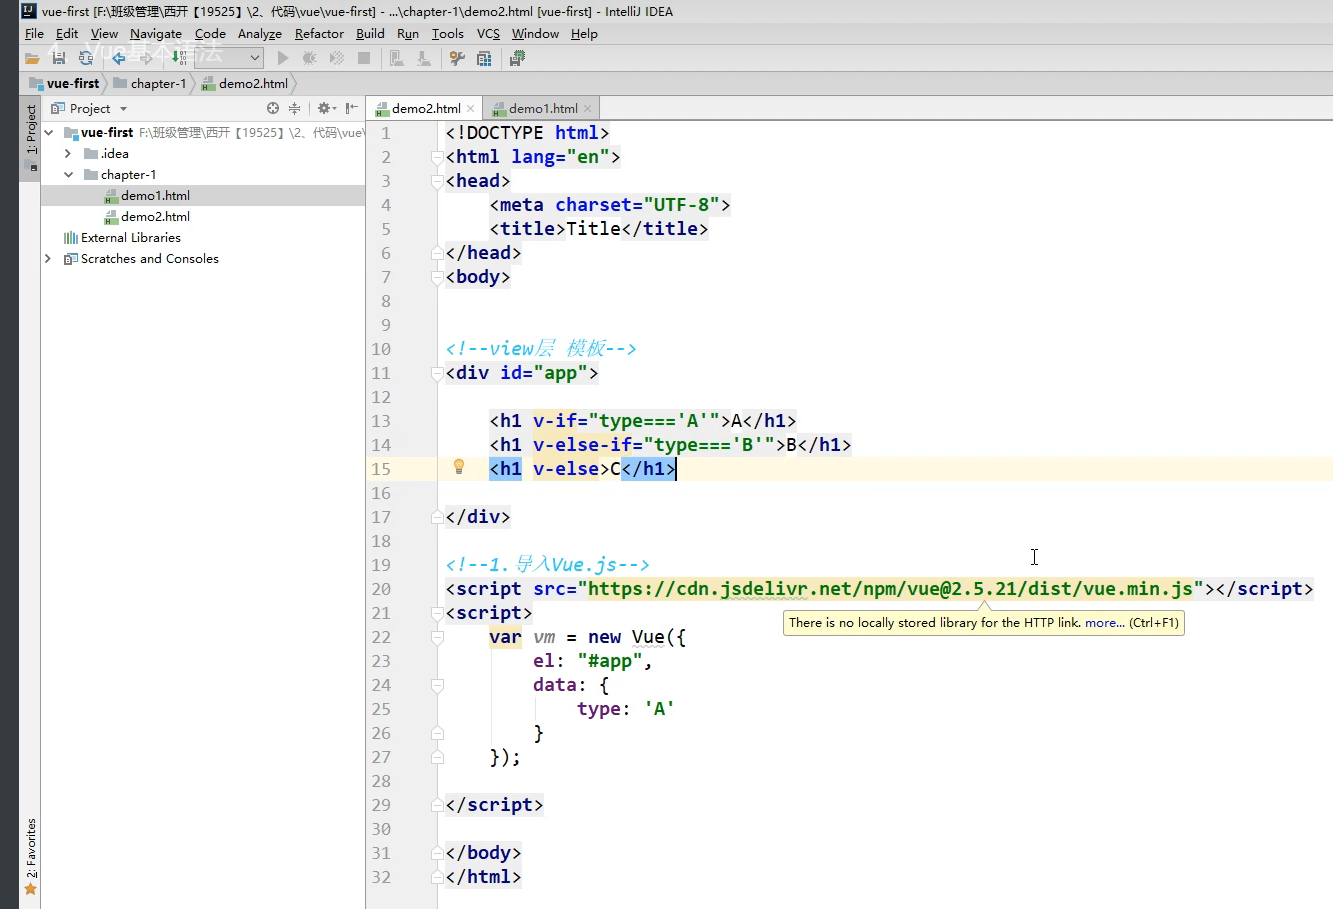 vue-first [F:\班级管理\西开【19525】\2、代码\vue\vue-first] - ...\chapter-1\demo2.html [vue-first] - IntelliJ IDEA
File Edit View Navigate Code Analyze Refactor Build Run Tools VCS Window Help
4、Vue基本语法
vue-first chapter-1 demo2.html
1: Project
Project
demo2.html
demo1.html
vue-first F:\班级管理\西开【19525】\2、代码\vue\
.idea
chapter-1
demo1.html
demo2.html
External Libraries
Scratches and Consoles
2: Favorites
1 <!DOCTYPE html>
2 <html lang="en">
3 <head>
4 <meta charset="UTF-8">
5 <title>Title</title>
6 </head>
7 <body>
8
9
10 <!--view层 模板-->
11 <div id="app">
12
13 <h1 v-if="type==='A'">A</h1>
14 <h1 v-else-if="type==='B'">B</h1>
15 <h1 v-else>C</h1>
16
17 </div>
18
19 <!--1.导入Vue.js-->
20 <script src="https://cdn.jsdelivr.net/npm/vue@2.5.21/dist/vue.min.js"></script>
21 <script>
There is no locally stored library for the HTTP link. more... (Ctrl+F1)
22 var vm = new Vue({
23 el: "#app",
24 data: {
25 type: 'A'
26 }
27 });
28
29 </script>
30
31 </body>
32 </html>